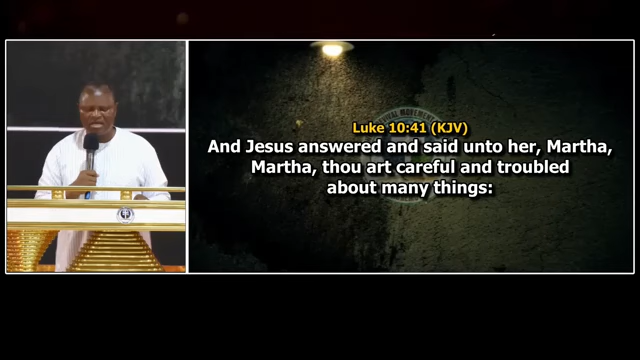 Luke 10:41 (KJV)
And Jesus answered and said unto her, Martha,
Martha, thou art careful and troubled
about many things: